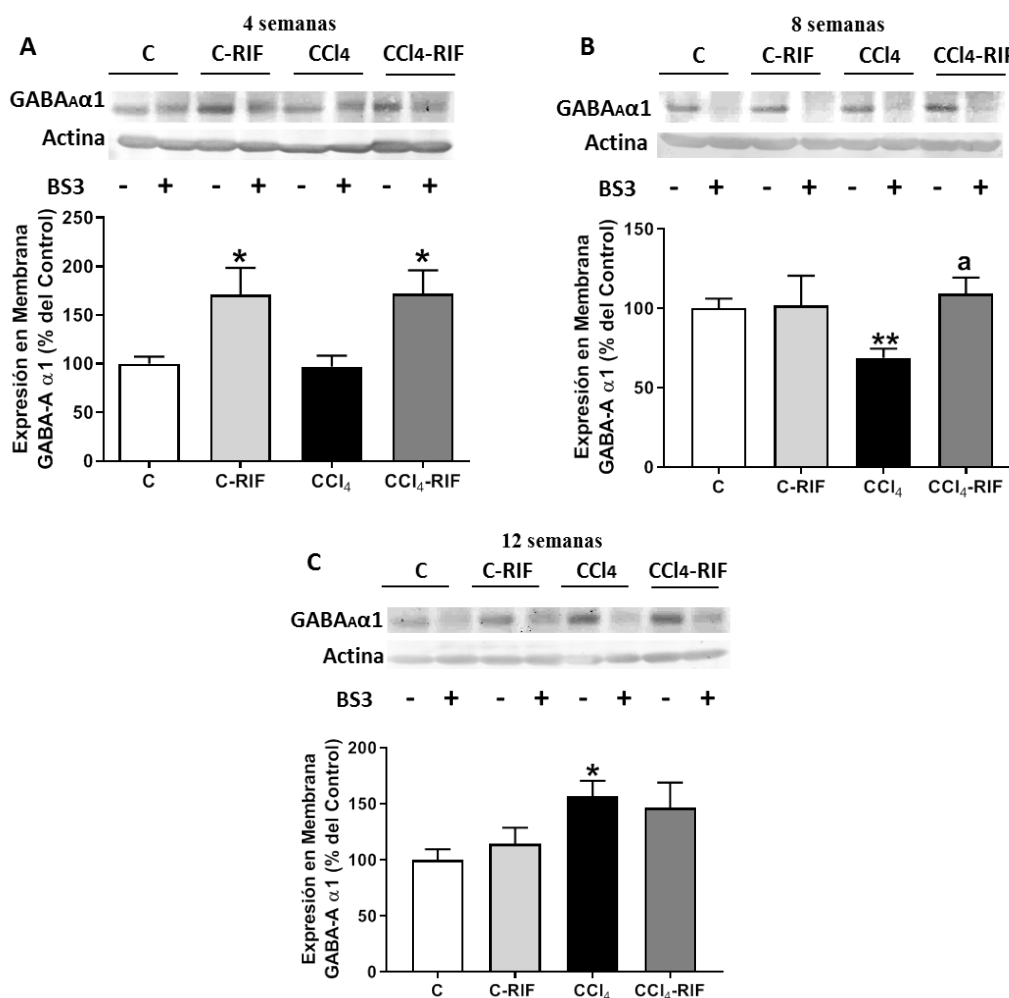 4 semanas
A
C C-RIF CCl4 CCl4-RIF
GABAAα1
Actina
BS3 - + - + - + - +
Expresión en Membrana
GABA-A α1 (% del Control)
250
200
150
100
50
0
* *
C C-RIF CCl4 CCl4-RIF
8 semanas
B
C C-RIF CCl4 CCl4-RIF
GABAAα1
Actina
BS3 - + - + - + - +
Expresión en Membrana
GABA-A α1 (% del Control)
150
100
50
0
** a
C C-RIF CCl4 CCl4-RIF
12 semanas
C
C C-RIF CCl4 CCl4-RIF
GABAAα1
Actina
BS3 - + - + - + - +
Expresión en Membrana
GABA-A α1 (% del Control)
200
150
100
50
0
*
C C-RIF CCl4 CCl4-RIF